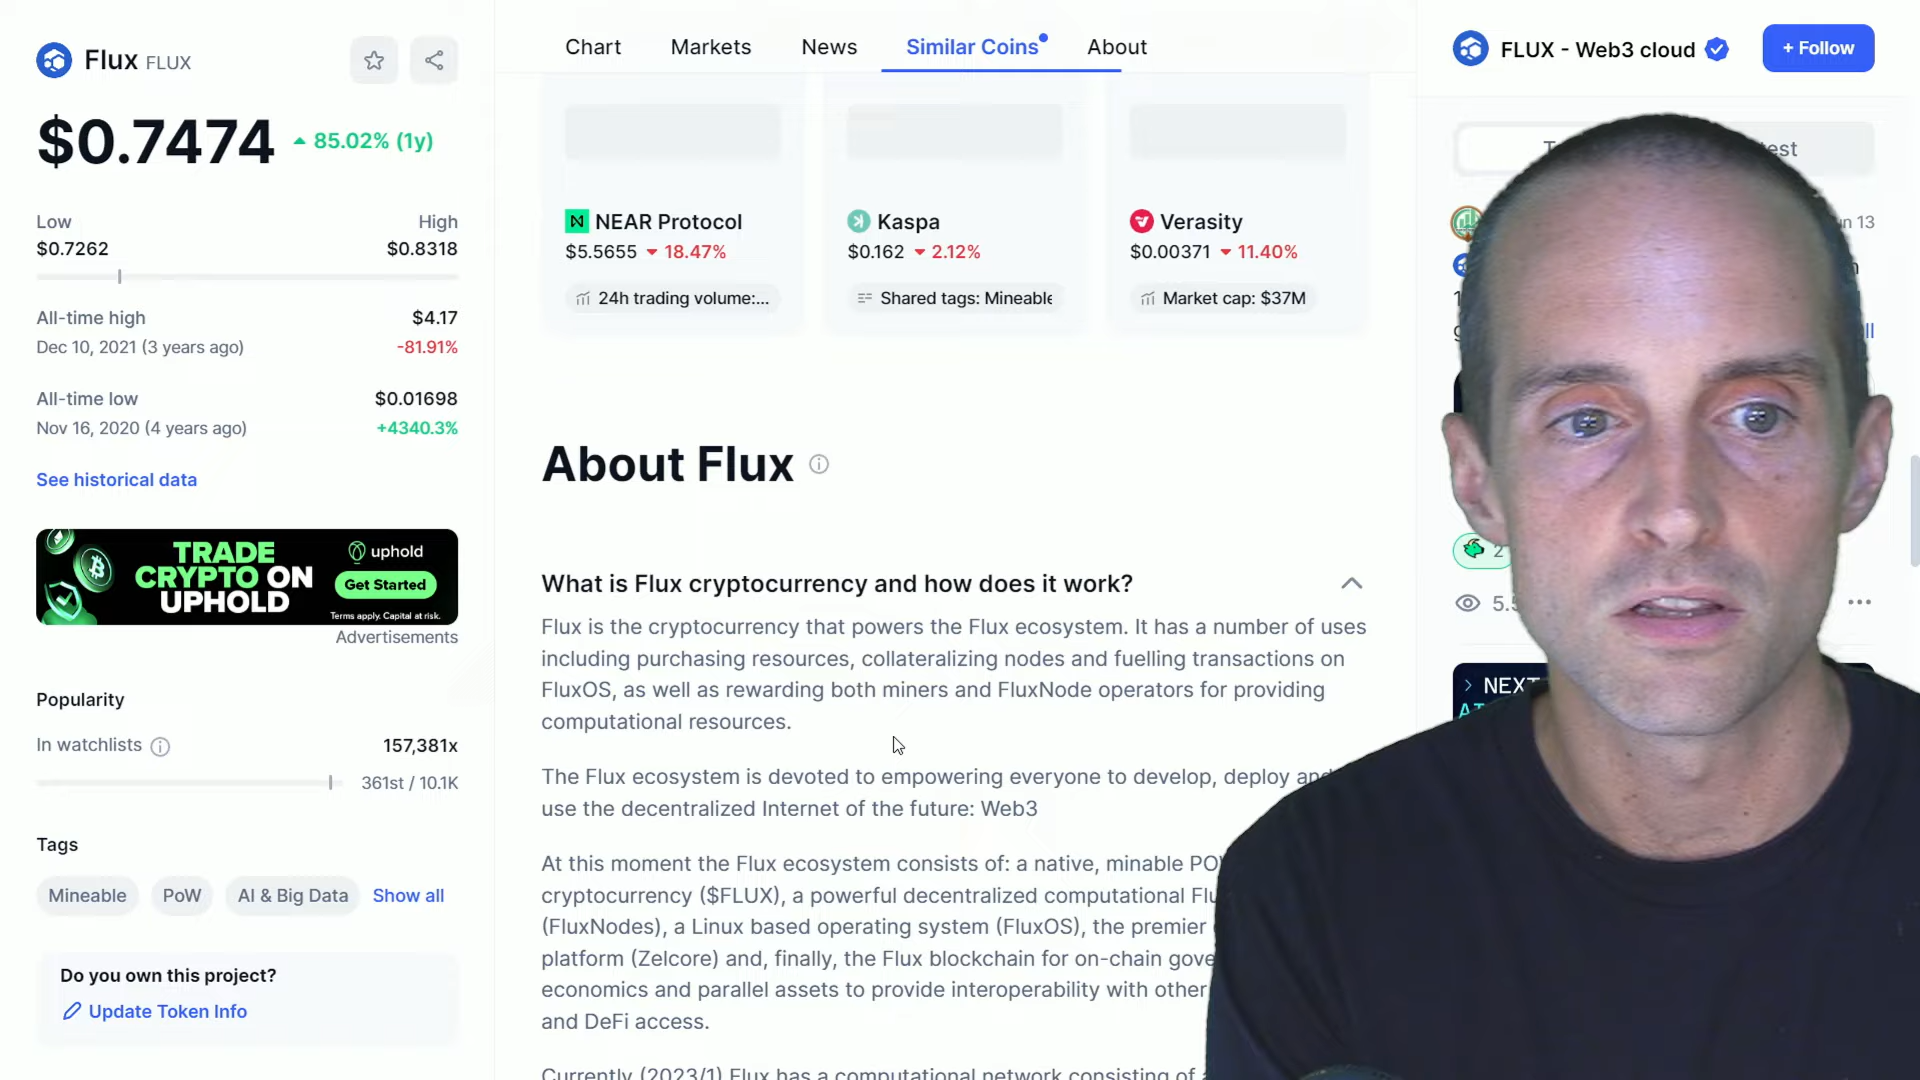 Flux FLUX
$0.7474 85.02% (1y)
Low High
$0.7262 $0.8318
All-time high $4.17
Dec 10, 2021 (3 years ago) -81.91%
All-time low $0.01698
Nov 16, 2020 (4 years ago) +4340.3%
See historical data
TRADE
CRYPTO ON
UPHOLD
uphold
Get Started
Terms apply. Capital at risk.
Advertisements
Popularity
In watchlists 157,381x
361st / 10.1K
Tags
Mineable PoW AI & Big Data Show all
Do you own this project?
Update Token Info
Chart Markets News Similar Coins About
NEAR Protocol
$5.5655 18.47%
24h trading volume:...
Kaspa
$0.162 2.12%
Shared tags: Mineable
Verasity
$0.00371 11.40%
Market cap: $37M
About Flux
What is Flux cryptocurrency and how does it work?
Flux is the cryptocurrency that powers the Flux ecosystem. It has a number of uses
including purchasing resources, collateralizing nodes and fuelling transactions on
FluxOS, as well as rewarding both miners and FluxNode operators for providing
computational resources.
The Flux ecosystem is devoted to empowering everyone to develop, deploy and
use the decentralized Internet of the future: Web3
At this moment the Flux ecosystem consists of: a native, minable
cryptocurrency ($FLUX), a powerful decentralized computational
(FluxNodes), a Linux based operating system (FluxOS), the premier
platform (Zelcore) and, finally, the Flux blockchain for on-chain
economics and parallel assets to provide interoperability with other
and DeFi access.
Currently (2023/1) Flux has a computational network consisting of
FLUX - Web3 cloud + Follow
13
NEXT